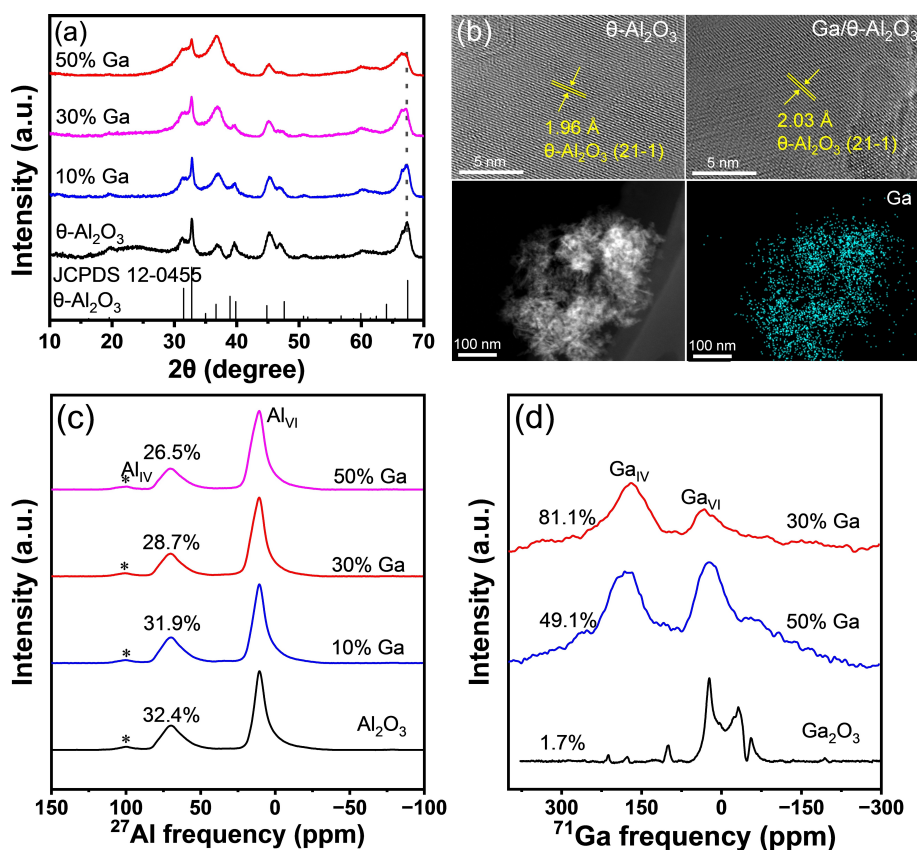 (a)
50% Ga
30% Ga
10% Ga
θ-Al₂O₃
JCPDS 12-0455
θ-Al₂O₃
Intensity (a.u.)
10 20 30 40 50 60 70
2θ (degree)
(b)
θ-Al₂O₃
1.96 Å
θ-Al₂O₃ (21-1)
5 nm
Ga/θ-Al₂O₃
2.03 Å
θ-Al₂O₃ (21-1)
5 nm
100 nm
Ga
100 nm
(c)
Al_VI
26.5%
Al_IV
*
50% Ga
28.7%
*
30% Ga
31.9%
*
10% Ga
32.4%
*
Al₂O₃
Intensity (a.u.)
150 100 50 0 −50 −100
²⁷Al frequency (ppm)
(d)
Ga_IV
Ga_VI
81.1%
30% Ga
49.1%
50% Ga
1.7%
Ga₂O₃
Intensity (a.u.)
300 150 0 −150 −300
⁷¹Ga frequency (ppm)